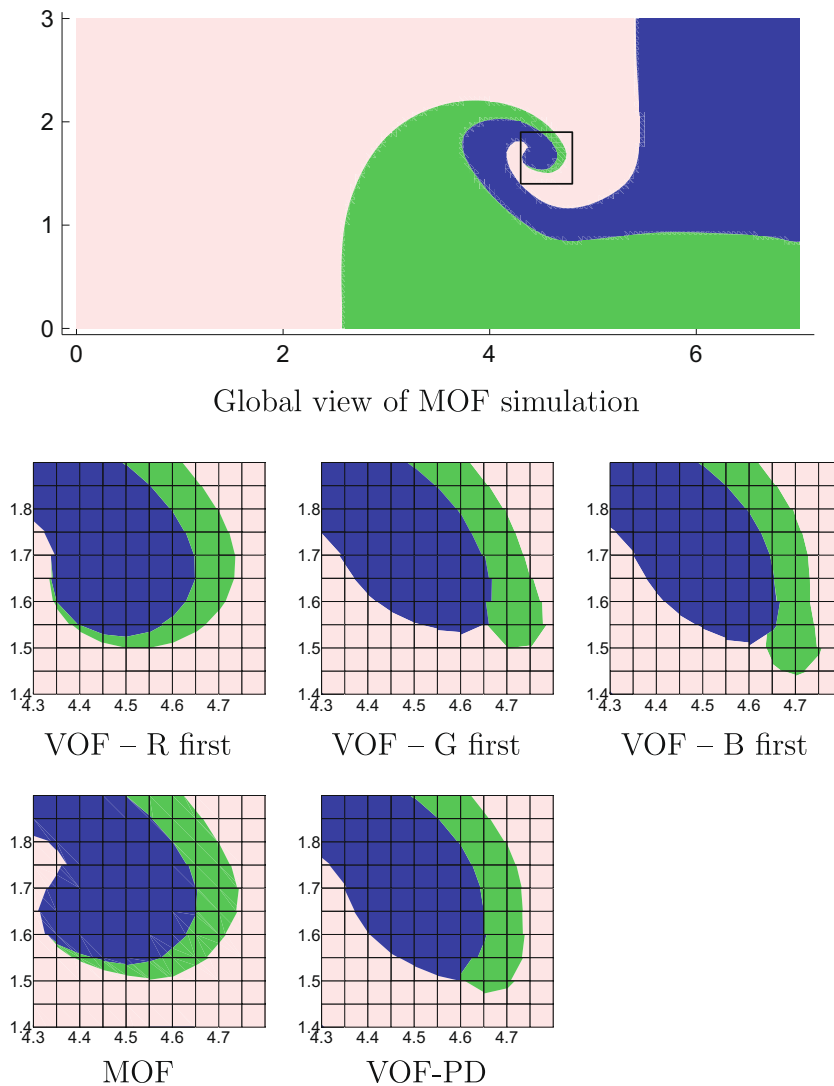 3
2
1
0
0 2 4 6
Global view of MOF simulation
1.8 1.8 1.8
1.7 1.7 1.7
1.6 1.6 1.6
1.5 1.5 1.5
1.4 1.4 1.4
4.3 4.4 4.5 4.6 4.7 4.3 4.4 4.5 4.6 4.7 4.3 4.4 4.5 4.6 4.7
VOF – R first VOF – G first VOF – B first
1.8 1.8
1.7 1.7
1.6 1.6
1.5 1.5
1.4 1.4
4.3 4.4 4.5 4.6 4.7 4.3 4.4 4.5 4.6 4.7
MOF VOF-PD